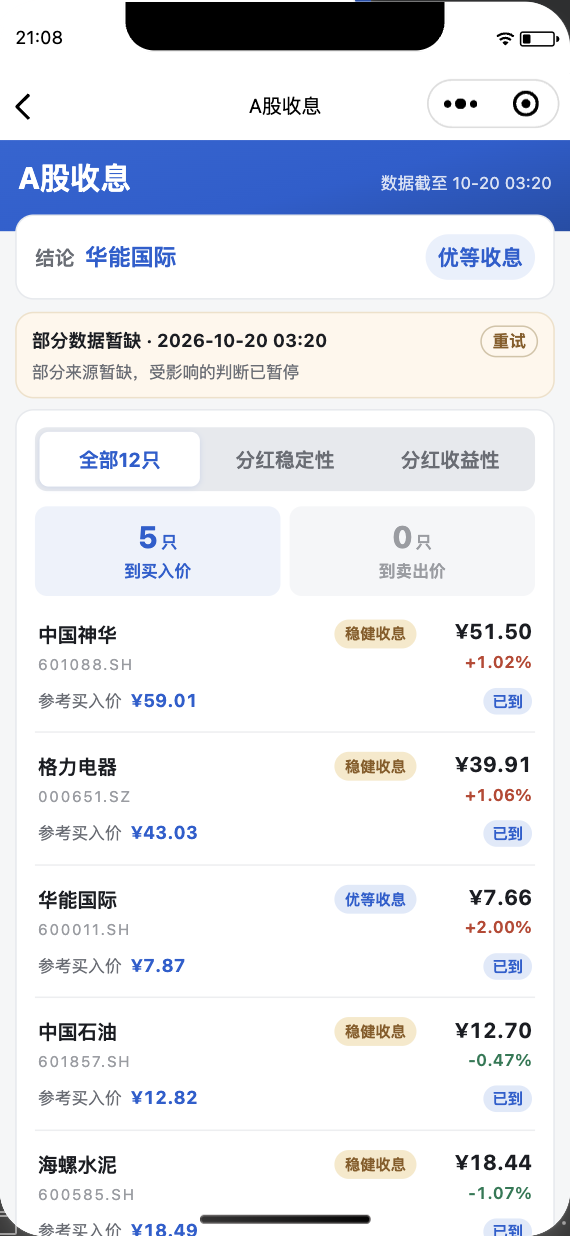 21:08
A股收息
A股收息
数据截至 10-20 03:20
结论 华能国际
优等收息
部分数据暂缺 · 2026-10-20 03:20
重试
部分来源暂缺，受影响的判断已暂停
全部12只
分红稳定性
分红收益性
5只
到买入价
0只
到卖出价
中国神华
稳健收息
¥51.50
601088.SH
+1.02%
参考买入价 ¥59.01
已到
格力电器
稳健收息
¥39.91
000651.SZ
+1.06%
参考买入价 ¥43.03
已到
华能国际
优等收息
¥7.66
600011.SH
+2.00%
参考买入价 ¥7.87
已到
中国石油
稳健收息
¥12.70
601857.SH
-0.47%
参考买入价 ¥12.82
已到
海螺水泥
稳健收息
¥18.44
600585.SH
-1.07%
参考买入价 ¥18.49
已到